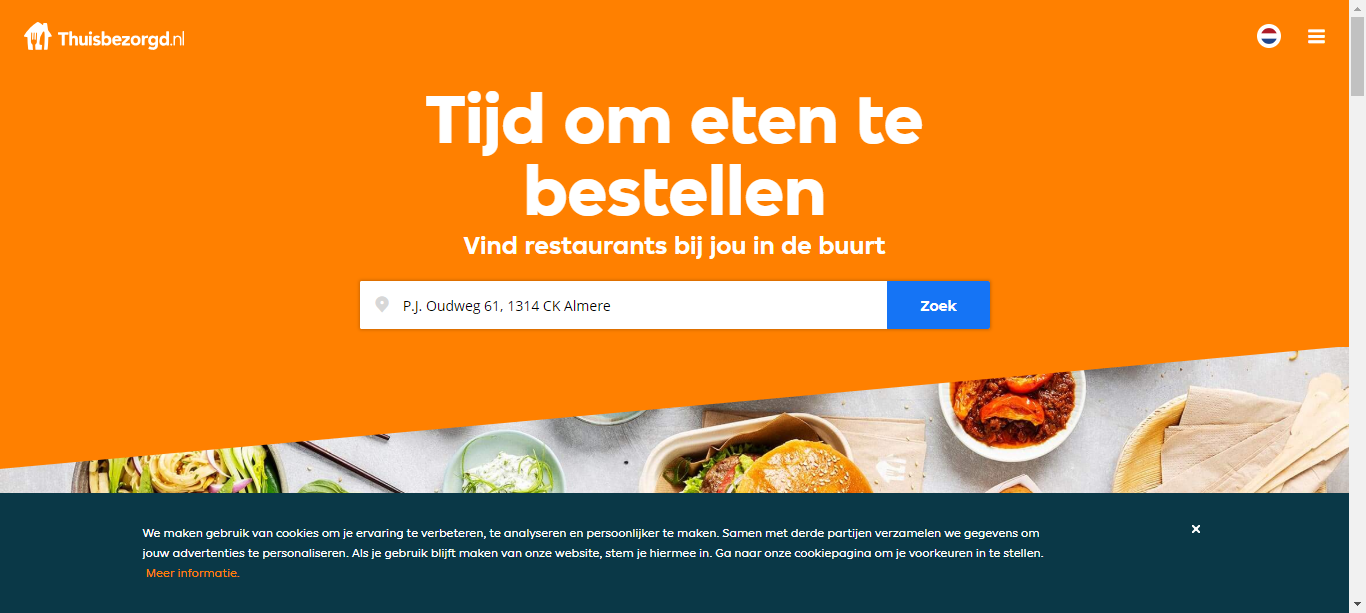 Thuisbezorgd.nl
Tijd om eten te
bestellen
Vind restaurants bij jou in de buurt
P.J. Oudweg 61, 1314 CK Almere
Zoek
We maken gebruik van cookies om je ervaring te verbeteren, te analyseren en persoonlijker te maken. Samen met derde partijen verzamelen we gegevens om
jouw advertenties te personaliseren. Als je gebruik blijft maken van onze website, stem je hiermee in. Ga naar onze cookiepagina om je voorkeuren in te stellen.
Meer informatie.